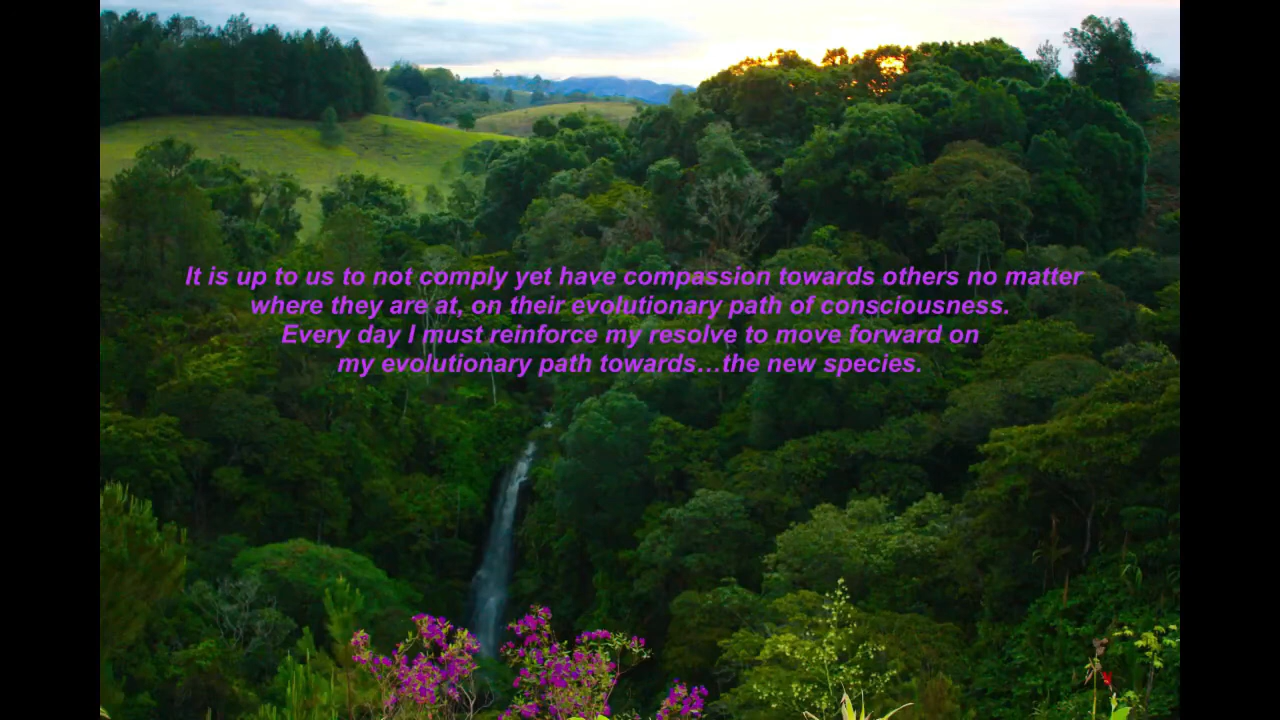 It is up to us to not comply yet have compassion towards others no matter
where they are at, on their evolutionary path of consciousness.
Every day I must reinforce my resolve to move forward on
my evolutionary path towards…the new species.